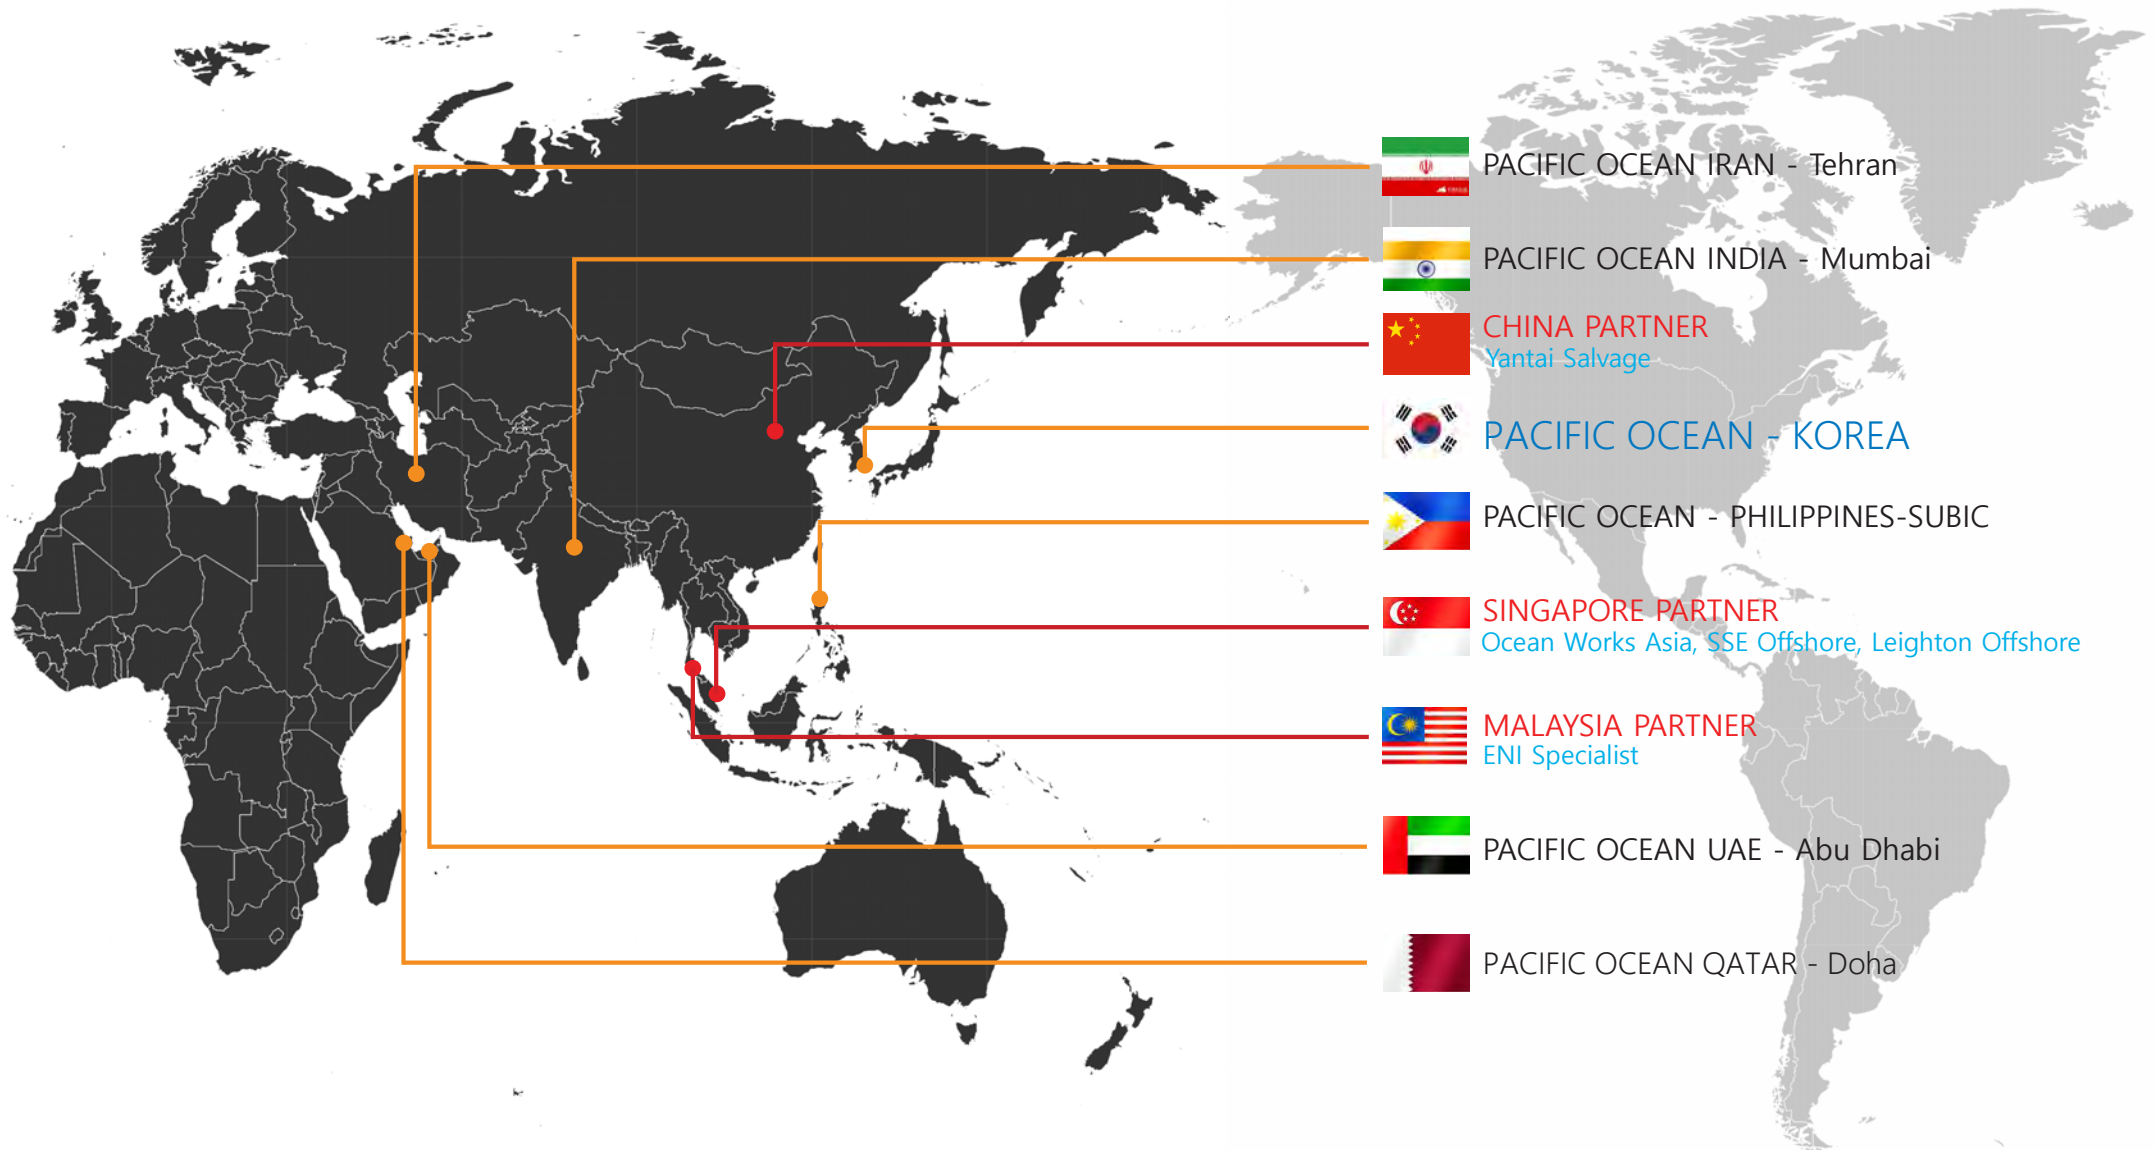 PACIFIC OCEAN IRAN - Tehran
PACIFIC OCEAN INDIA - Mumbai
CHINA PARTNER
Yantai Salvage
PACIFIC OCEAN - KOREA
PACIFIC OCEAN - PHILIPPINES-SUBIC
SINGAPORE PARTNER
Ocean Works Asia, SSE Offshore, Leighton Offshore
MALAYSIA PARTNER
ENI Specialist
PACIFIC OCEAN UAE - Abu Dhabi
PACIFIC OCEAN QATAR - Doha